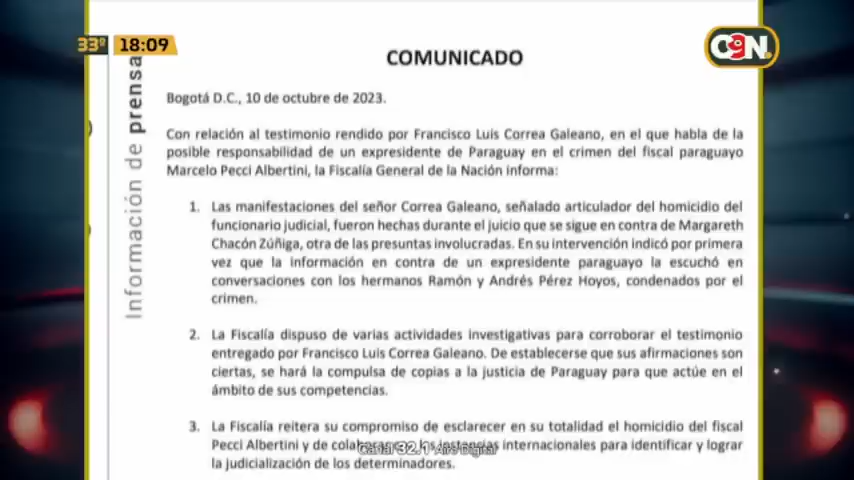 33º 18:09
C9N.
COMUNICADO
Información de prensa
Bogotá D.C., 10 de octubre de 2023.
Con relación al testimonio rendido por Francisco Luis Correa Galeano, en el que habla de la
posible responsabilidad de un expresidente de Paraguay en el crimen del fiscal paraguayo
Marcelo Pecci Albertini, la Fiscalía General de la Nación informa:
1. Las manifestaciones del señor Correa Galeano, señalado articulador del homicidio del
funcionario judicial, fueron hechas durante el juicio que se sigue en contra de Margareth
Chacón Zúñiga, otra de las presuntas involucradas. En su intervención indicó por primera
vez que la información en contra de un expresidente paraguayo la escuchó en
conversaciones con los hermanos Ramón y Andrés Pérez Hoyos, condenados por el
crimen.
2. La Fiscalía dispuso de varias actividades investigativas para corroborar el testimonio
entregado por Francisco Luis Correa Galeano. De establecerse que sus afirmaciones son
ciertas, se hará la compulsa de copias a la justicia de Paraguay para que actúe en el
ámbito de sus competencias.
3. La Fiscalía reitera su compromiso de esclarecer en su totalidad el homicidio del fiscal
Pecci Albertini y de instancias internacionales para identificar y lograr
Canal 32.1 Aire Digital
la judicialización de los determinadores.